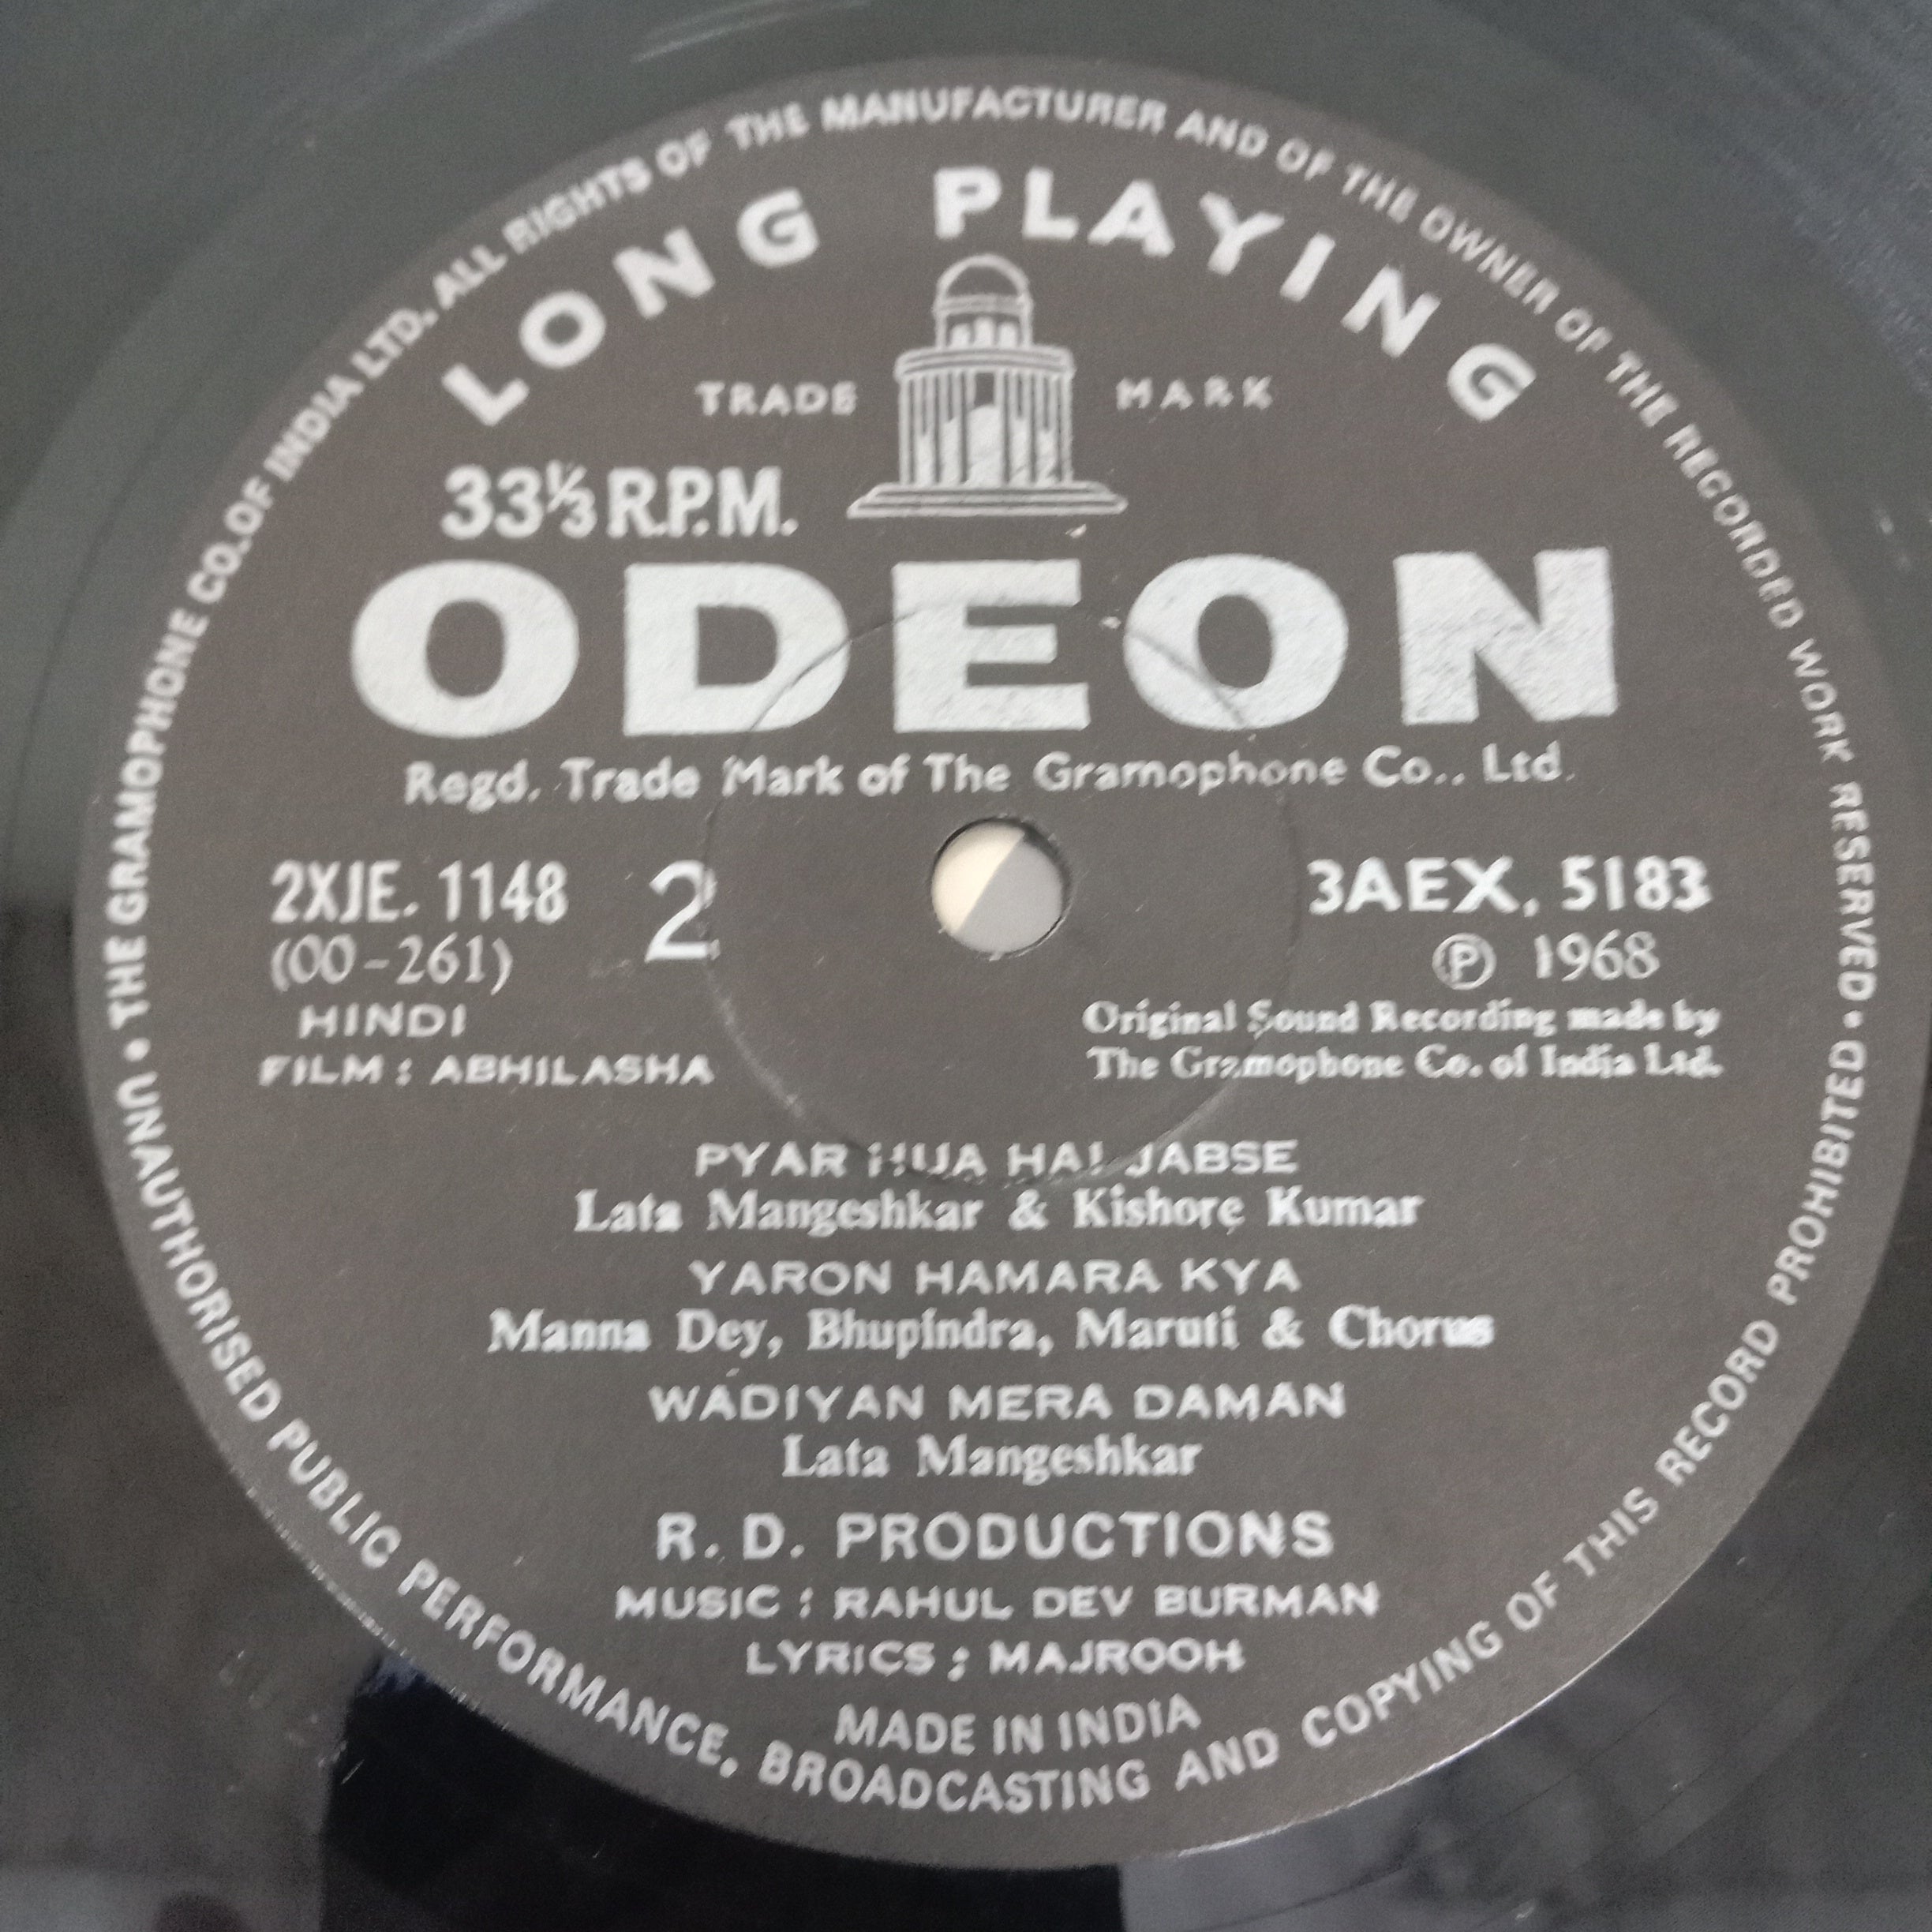 THE GRAMOPHONE CO. OF INDIA LTD. ALL RIGHTS OF THE MANUFACTURER AND OF THE OWNER OF THE RECORDED WORK RESERVED •
UNAUTHORISED PUBLIC PERFORMANCE, BROADCASTING AND COPYING OF THIS RECORD PROHIBITED •
LONG PLAYING
TRADE MARK
33⅓ R.P.M.
ODEON
Regd. Trade Mark of The Gramophone Co., Ltd.
2XJE. 1148 2 3AEX. 5183
(00-261) ℗ 1968
HINDI Original Sound Recording made by
FILM : ABHILASHA The Gramophone Co. of India Ltd.
PYAR HUA HAI JABSE
Lata Mangeshkar & Kishore Kumar
YARON HAMARA KYA
Manna Dey, Bhupindra, Maruti & Chorus
WADIYAN MERA DAMAN
Lata Mangeshkar
R. D. PRODUCTIONS
MUSIC : RAHUL DEV BURMAN
LYRICS ; MAJROOH
MADE IN INDIA